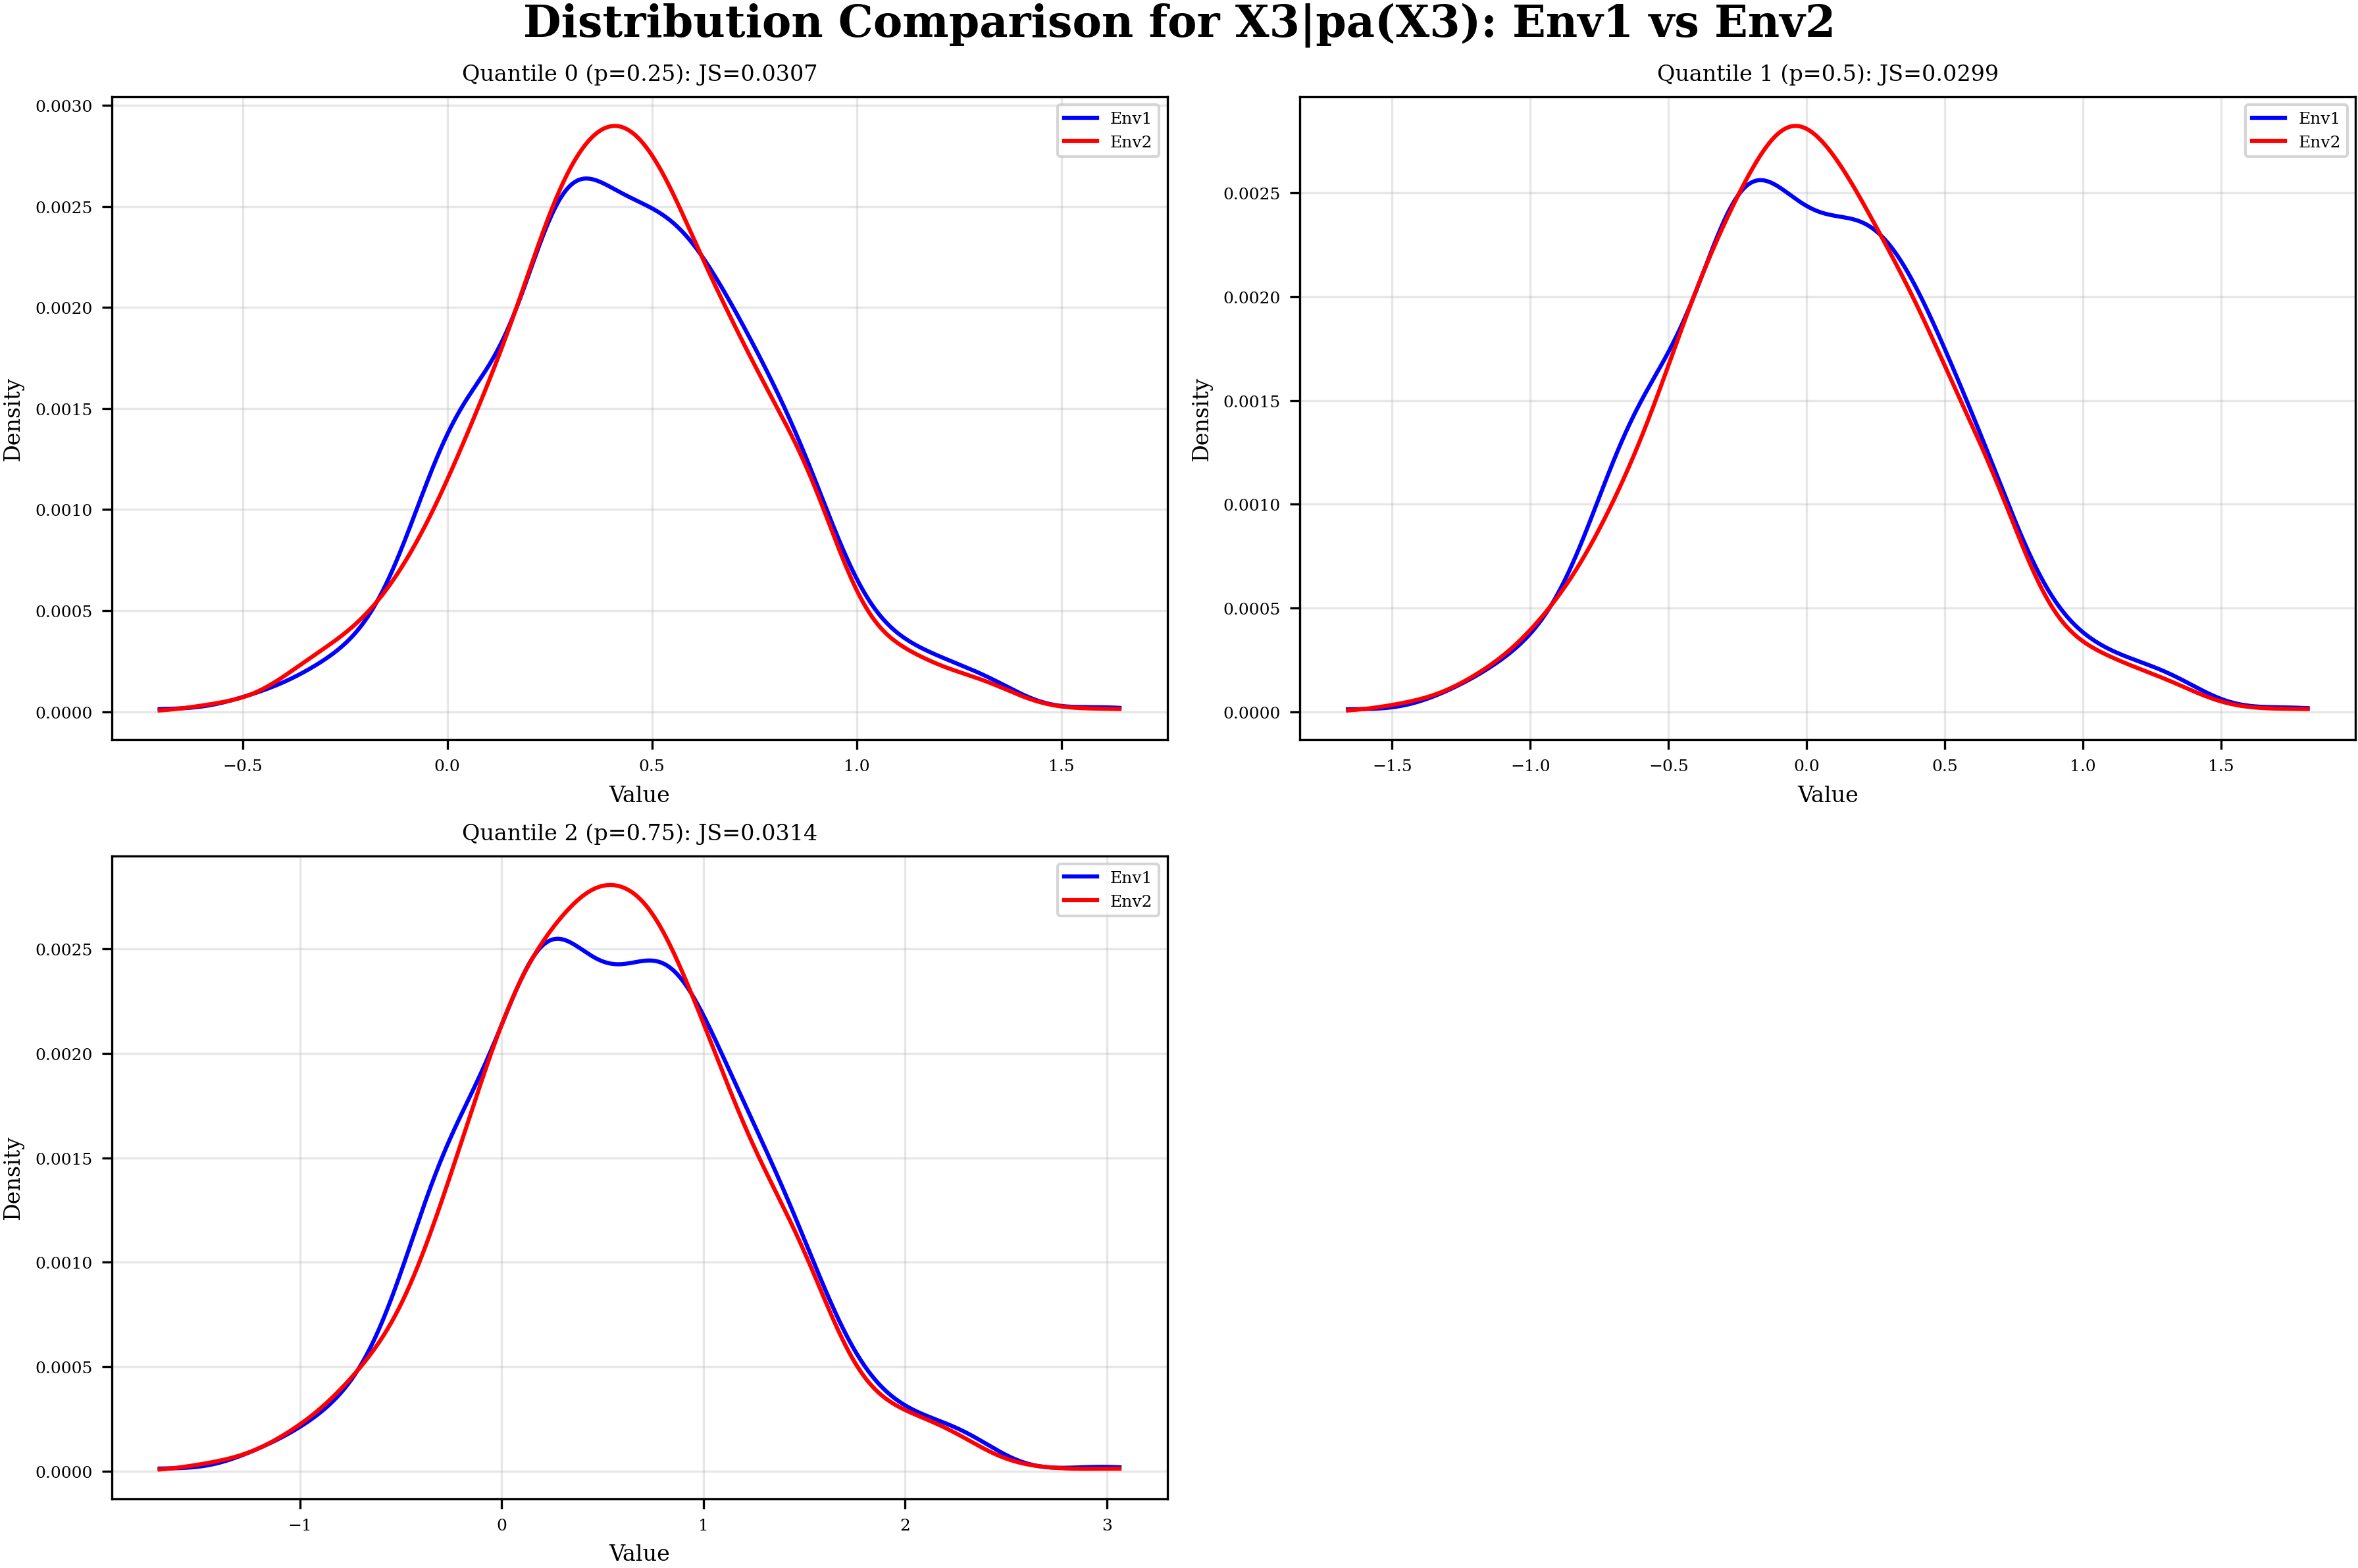 Distribution Comparison for X3|pa(X3): Env1 vs Env2
Quantile 0 (p=0.25): JS=0.0307
Density
0.0030
0.0025
0.0020
0.0015
0.0010
0.0005
0.0000
Env1
Env2
−0.5
0.0
0.5
1.0
1.5
Value
Quantile 1 (p=0.5): JS=0.0299
Density
0.0025
0.0020
0.0015
0.0010
0.0005
0.0000
Env1
Env2
−1.5
−1.0
−0.5
0.0
0.5
1.0
1.5
Value
Quantile 2 (p=0.75): JS=0.0314
Density
0.0025
0.0020
0.0015
0.0010
0.0005
0.0000
Env1
Env2
−1
0
1
2
3
Value